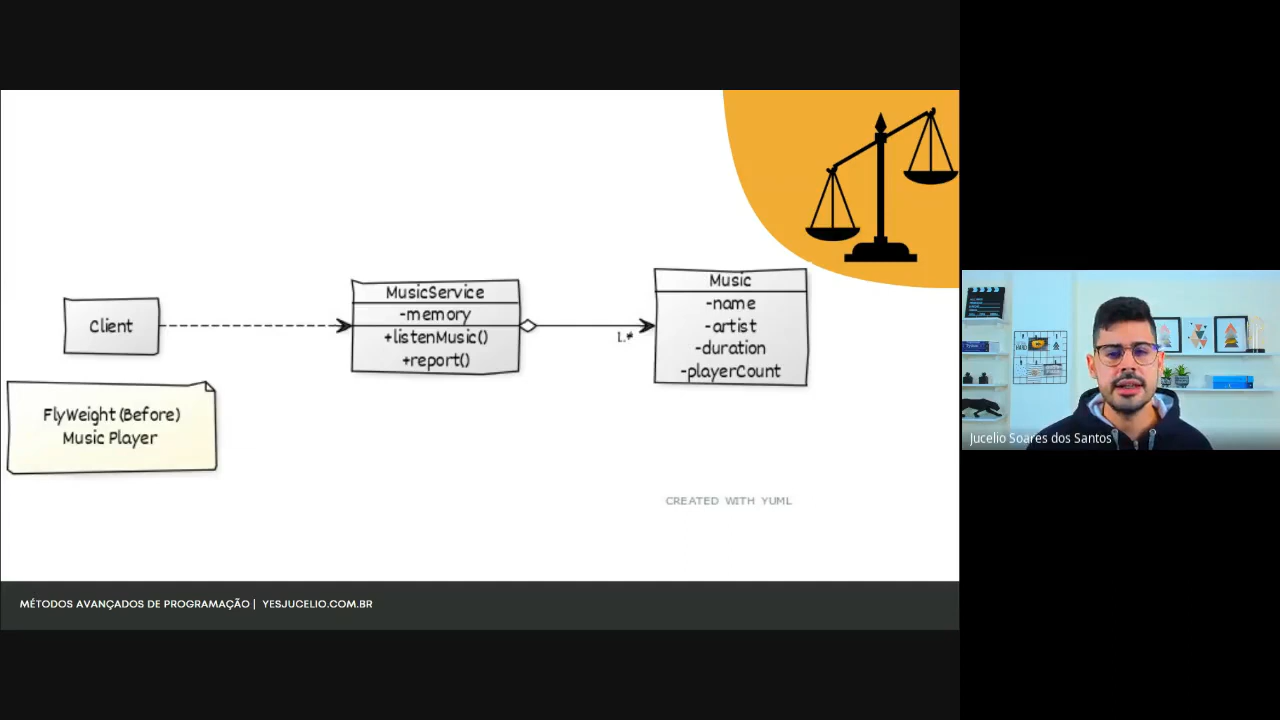 Client
MusicService
-memory
+listenMusic()
+report()
1..*
Music
-name
-artist
-duration
-playerCount
FlyWeight (Before)
Music Player
CREATED WITH YUML
MÉTODOS AVANÇADOS DE PROGRAMAÇÃO | YESJUCELIO.COM.BR
Jucelio Soares dos Santos